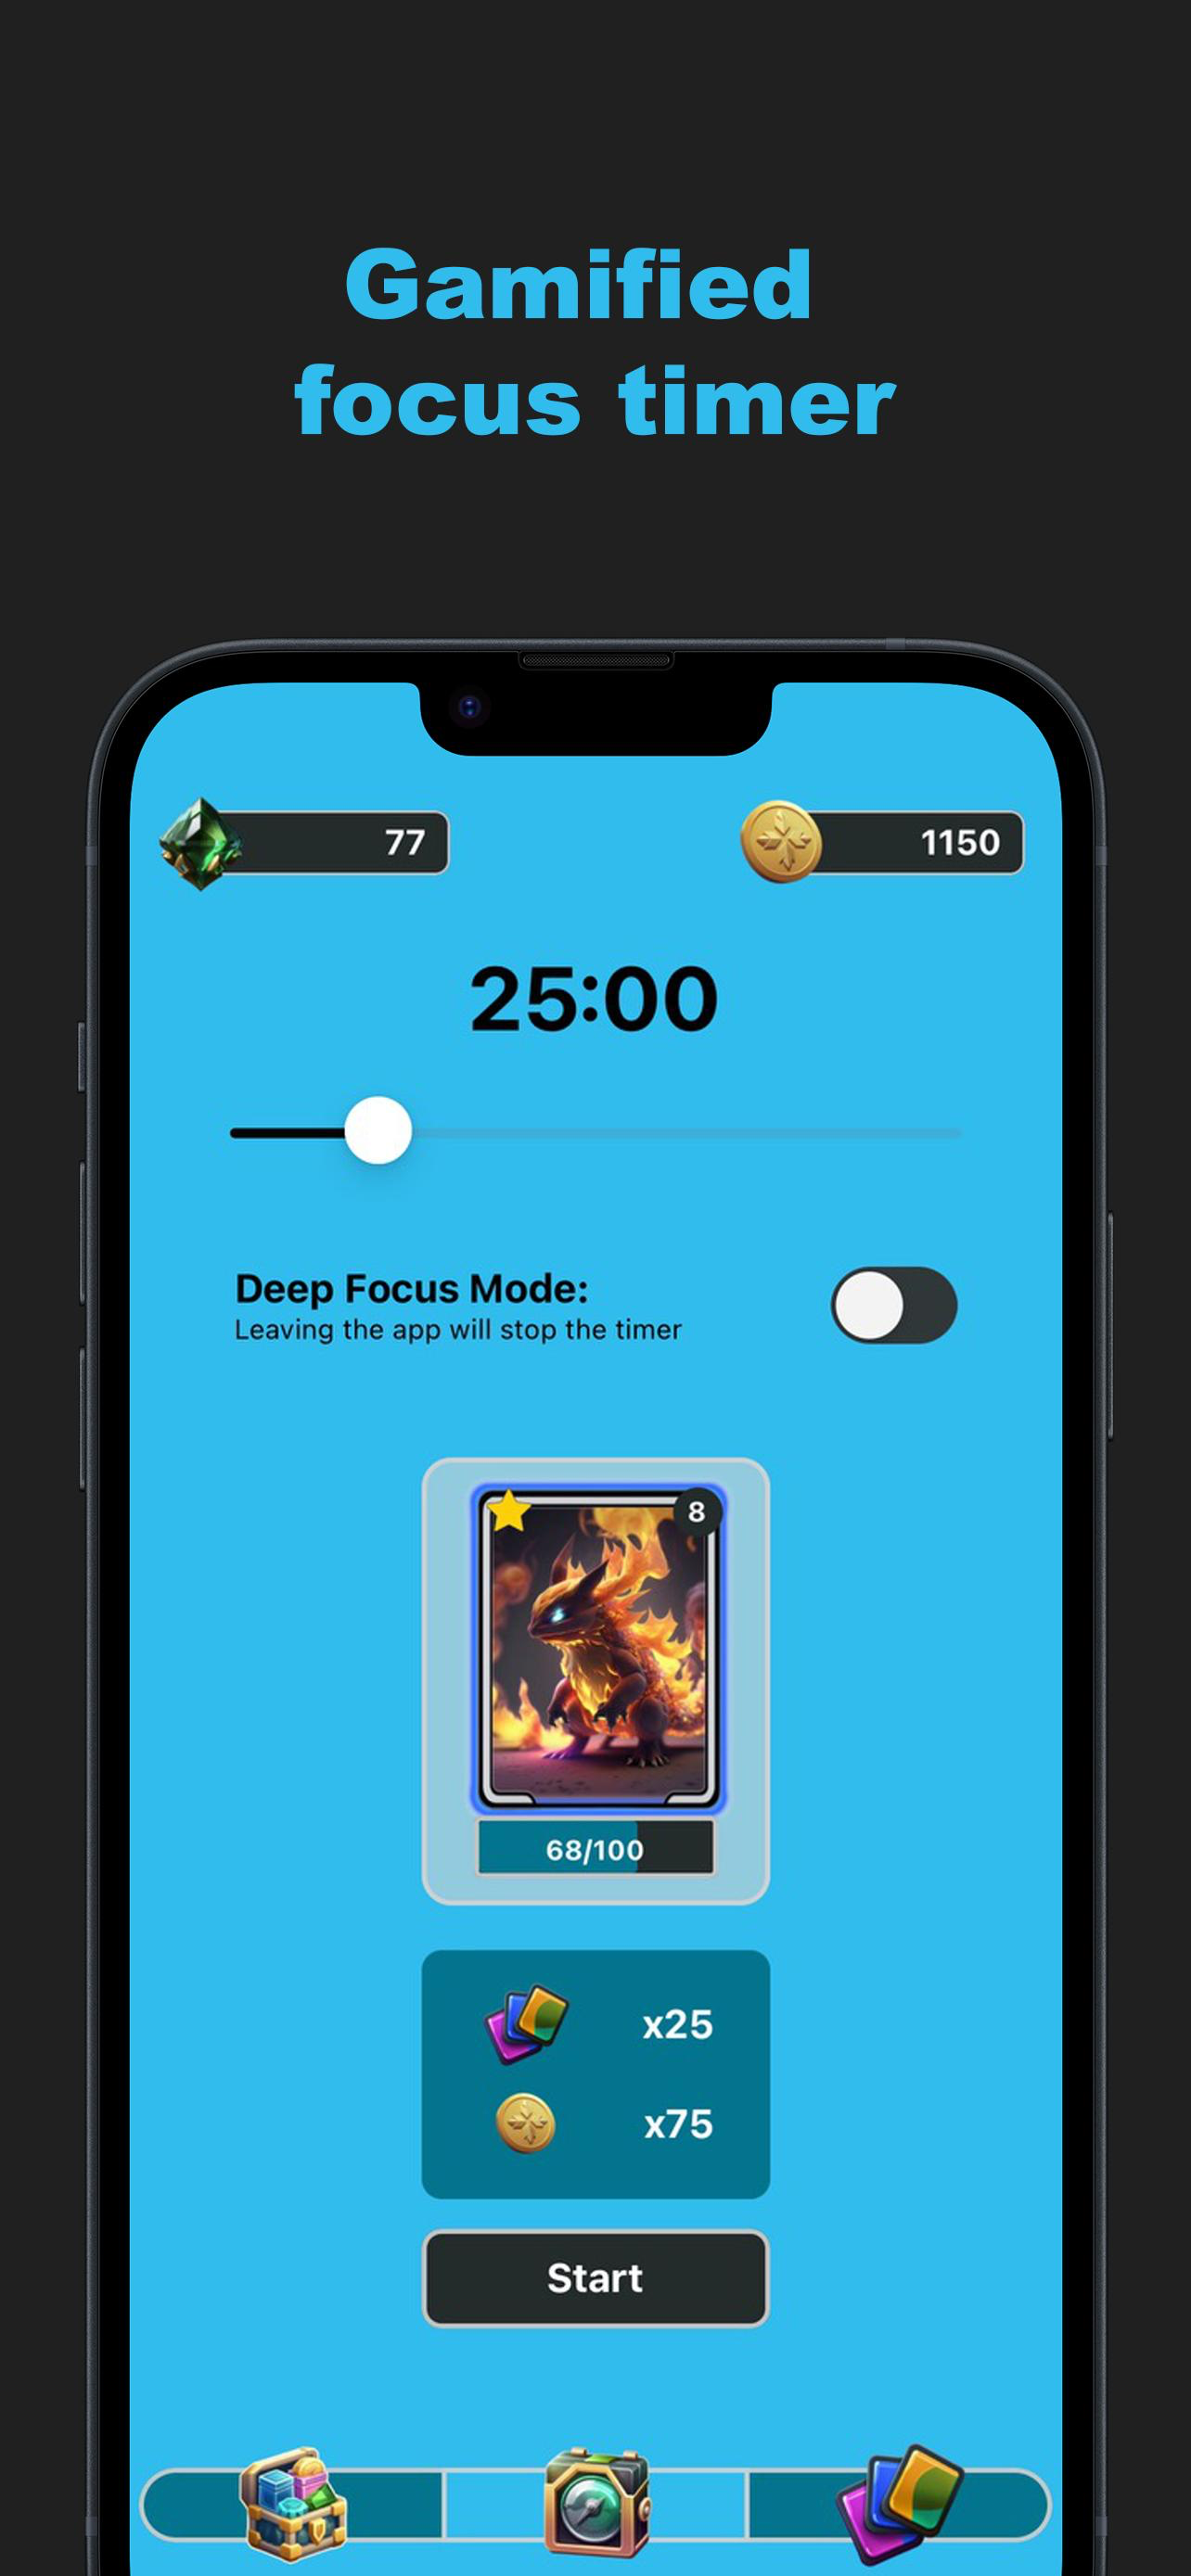 Gamified
focus timer
77
1150
25:00
Deep Focus Mode:
Leaving the app will stop the timer
8
68/100
x25
x75
Start